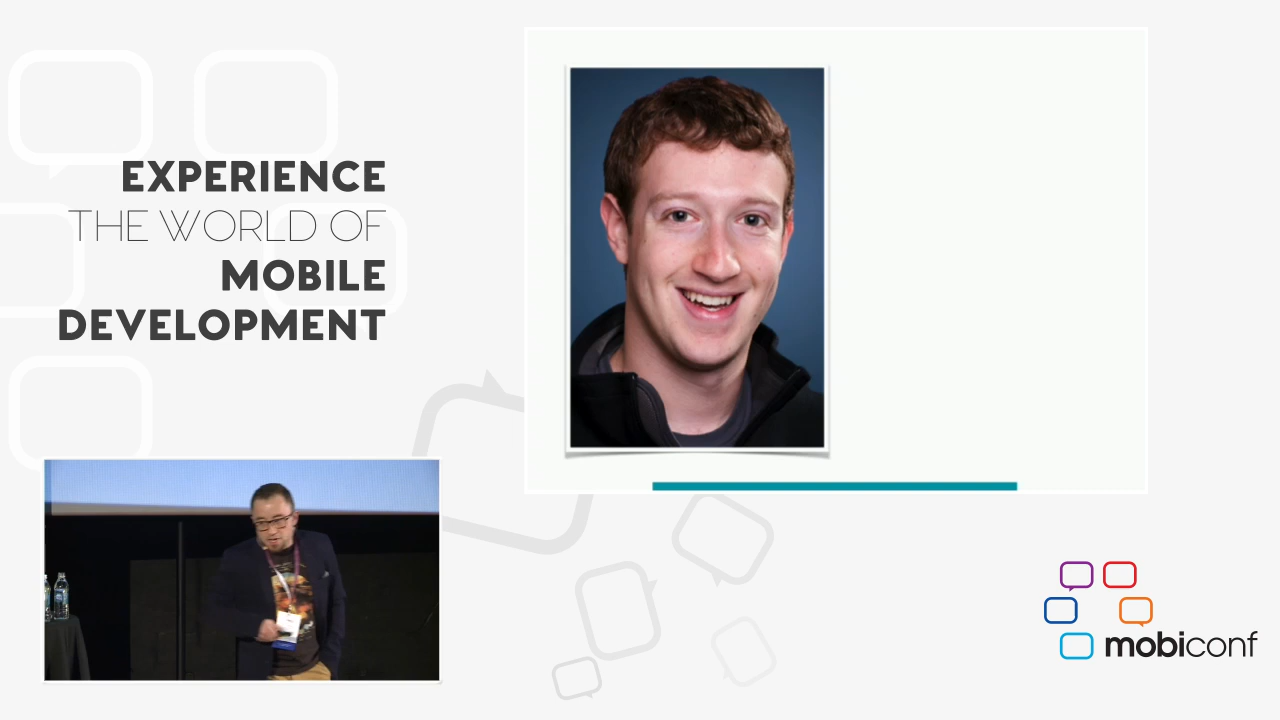 EXPERIENCE
THE WORLD OF
MOBILE
DEVELOPMENT
mobiconf